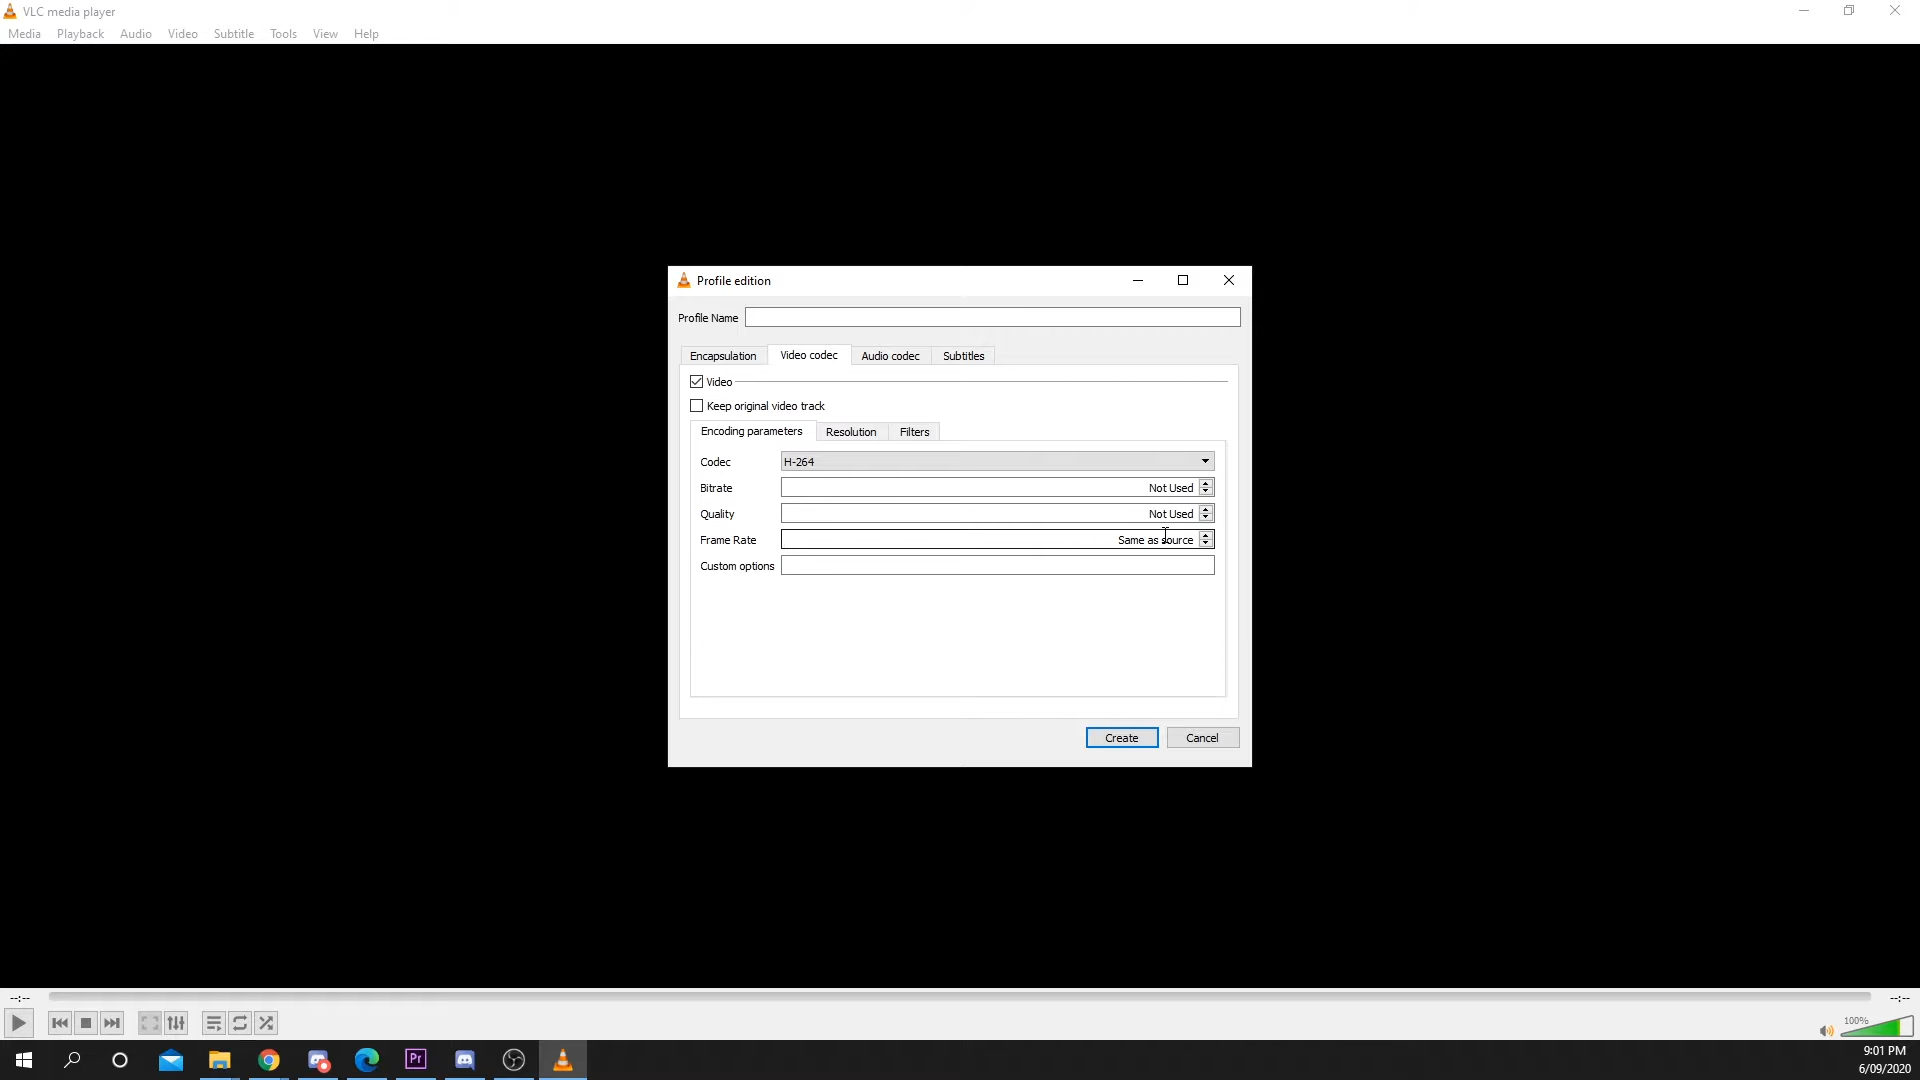 VLC media player
Media Playback Audio Video Subtitle Tools View Help
Profile edition
Profile Name
Encapsulation Video codec Audio codec Subtitles
Video
Keep original video track
Encoding parameters Resolution Filters
Codec H-264
Bitrate Not Used
Quality Not Used
Frame Rate Same as source
Custom options
Create Cancel
--:-- --:--
100%
Pr
9:01 PM
6/09/2020